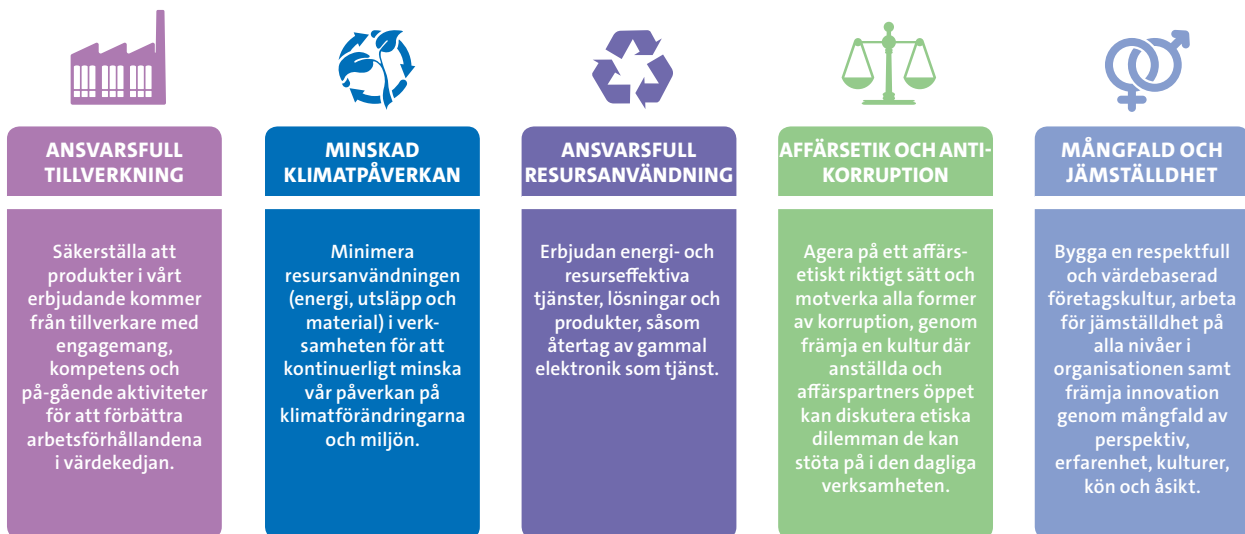 ANSVARSFULL
TILLVERKNING
Säkerställa att
produkter i vårt
erbjudande kommer
från tillverkare med
engagemang,
kompetens och
på-gående aktiviteter
för att förbättra
arbetsförhållandena
i värdekedjan.
MINSKAD
KLIMATPÅVERKAN
Minimera
resursanvändningen
(energi, utsläpp och
material) i verk-
samheten för att
kontinuerligt minska
vår påverkan på
klimatförändringarna
och miljön.
ANSVARSFULL
RESURSANVÄNDNING
Erbjudan energi- och
resurseffektiva
tjänster, lösningar och
produkter, såsom
återtag av gammal
elektronik som tjänst.
AFFÄRSETIK OCH ANTI-
KORRUPTION
Agera på ett affärs-
etiskt riktigt sätt och
motverka alla former
av korruption, genom
främja en kultur där
anställda och
affärspartners öppet
kan diskutera etiska
dilemman de kan
stöta på i den dagliga
verksamheten.
MÅNGFALD OCH
JÄMSTÄLLDHET
Bygga en respektfull
och värdebaserad
företagskultur, arbeta
för jämställdhet på
alla nivåer i
organisationen samt
främja innovation
genom mångfald av
perspektiv,
erfarenhet, kulturer,
kön och åsikt.